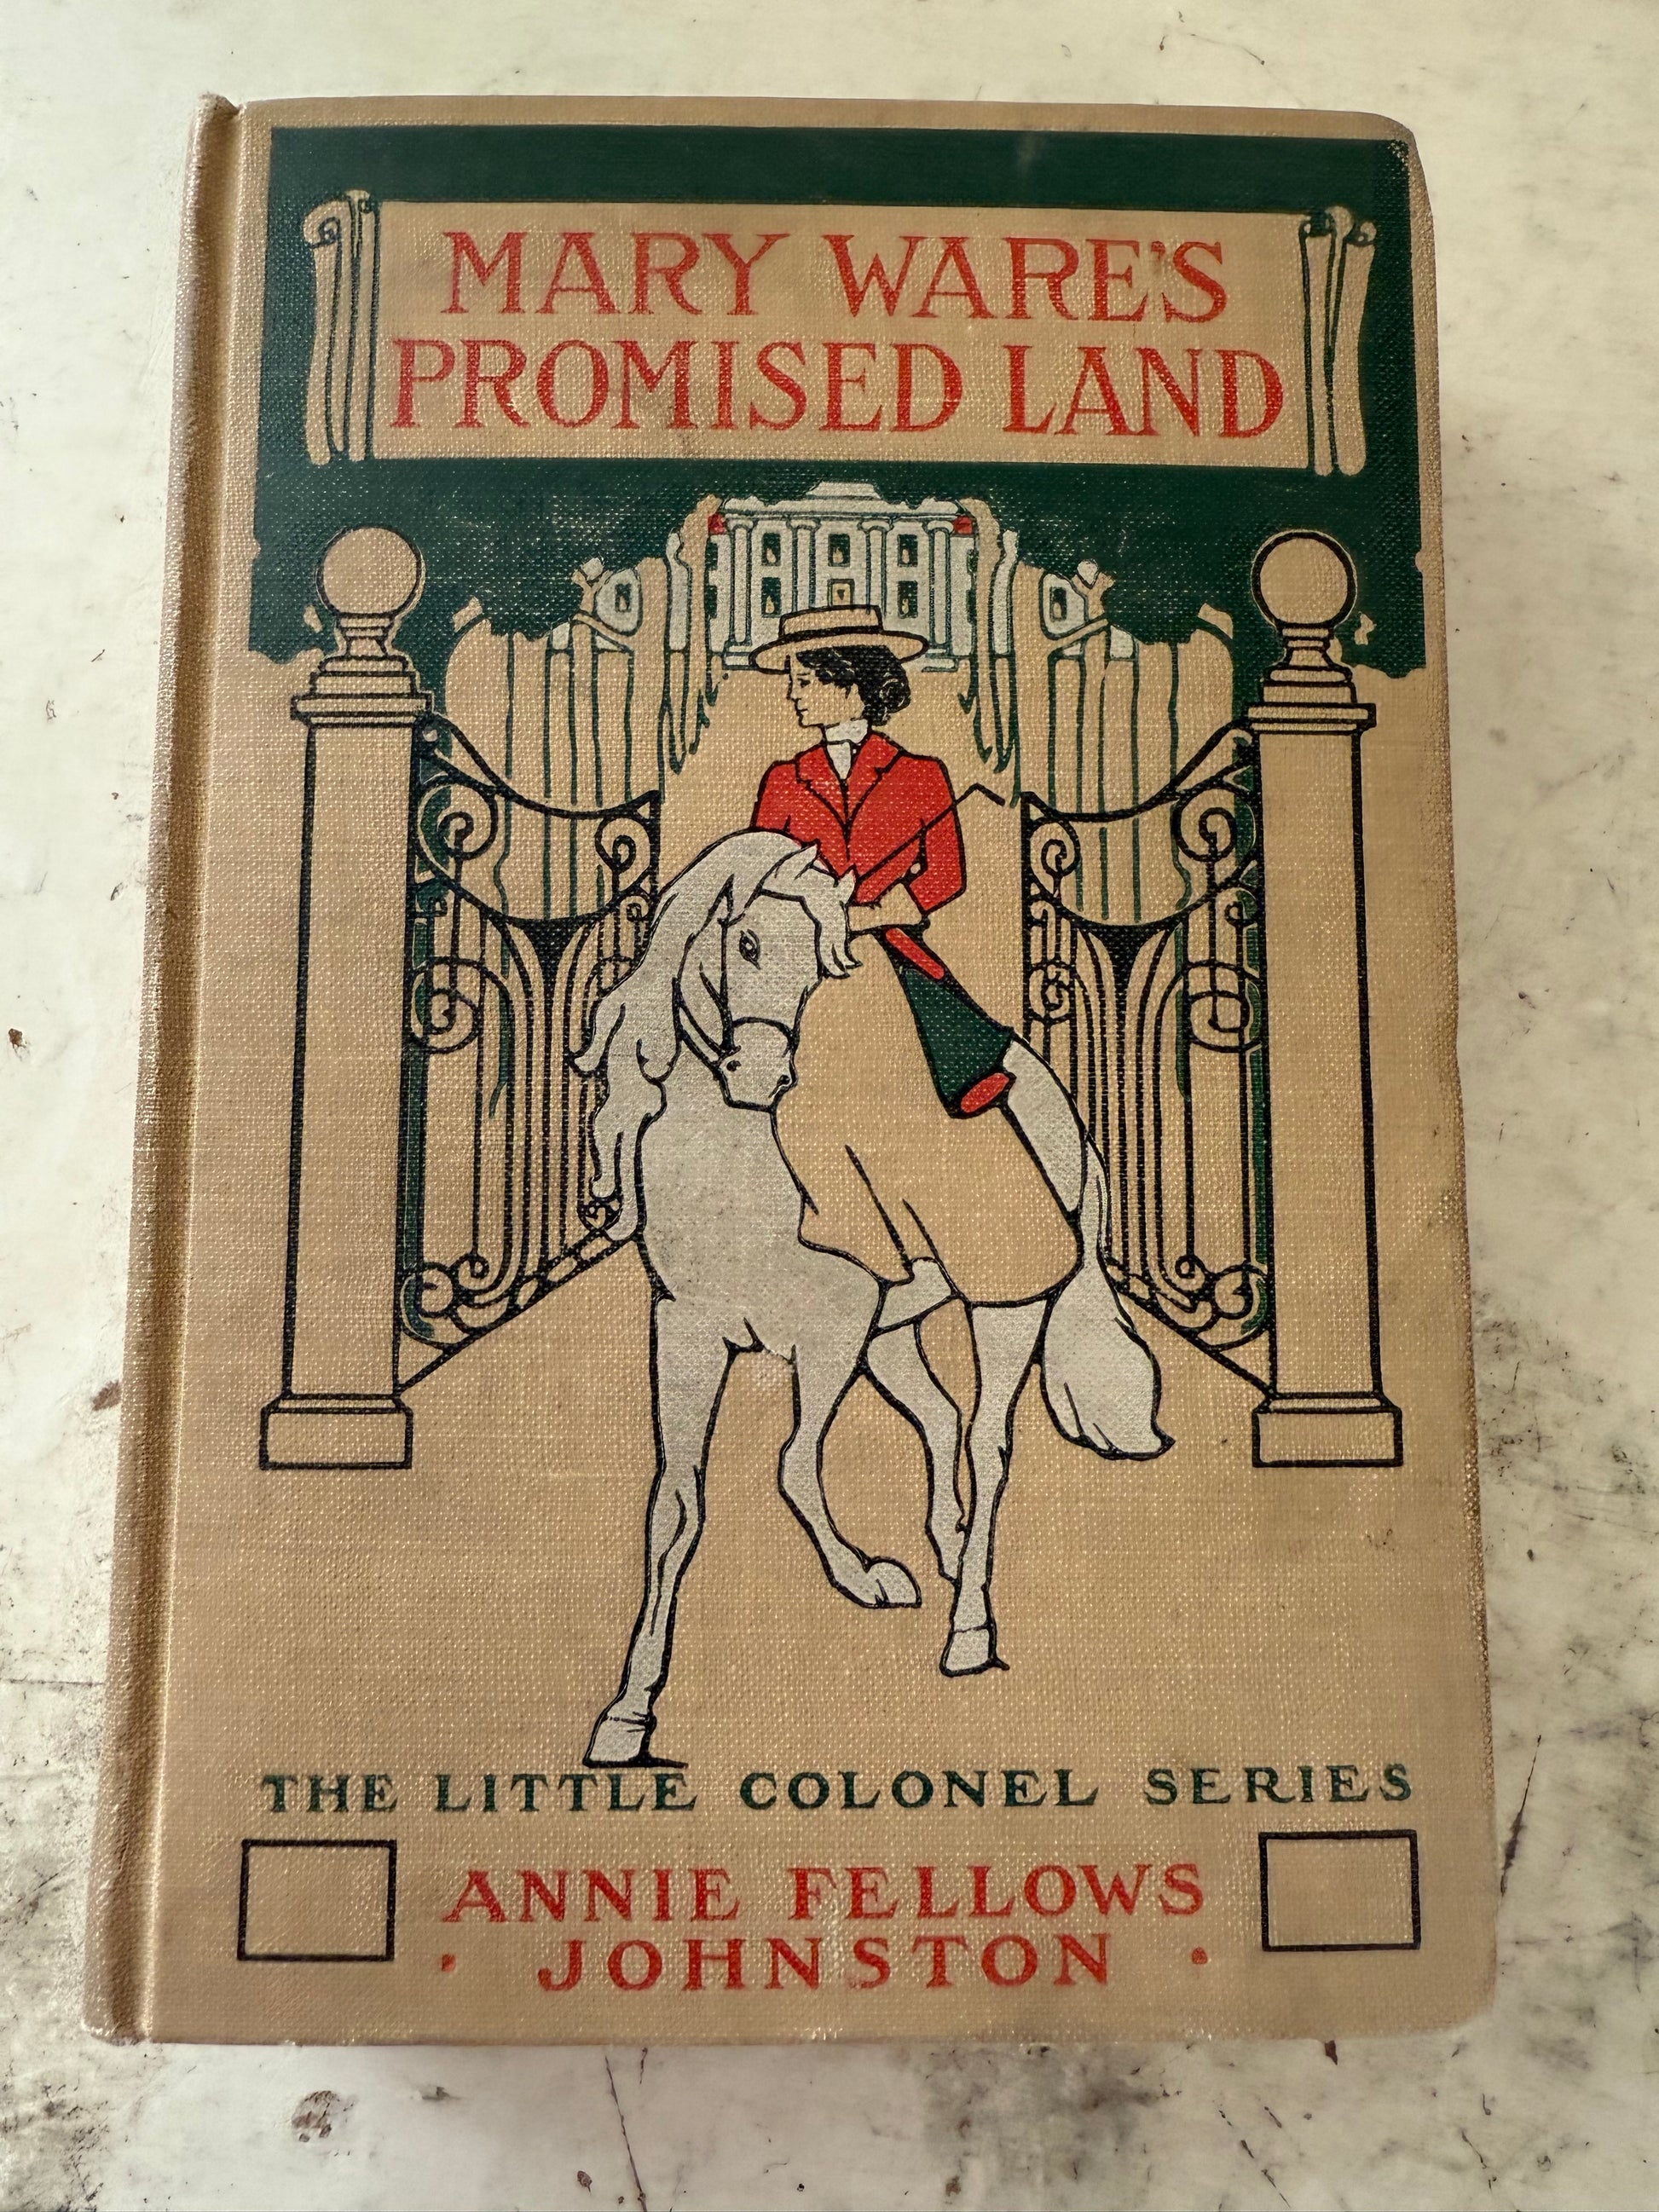 MARY WARE'S
PROMISED LAND
THE LITTLE COLONEL SERIES
ANNIE FELLOWS
• JOHNSTON •